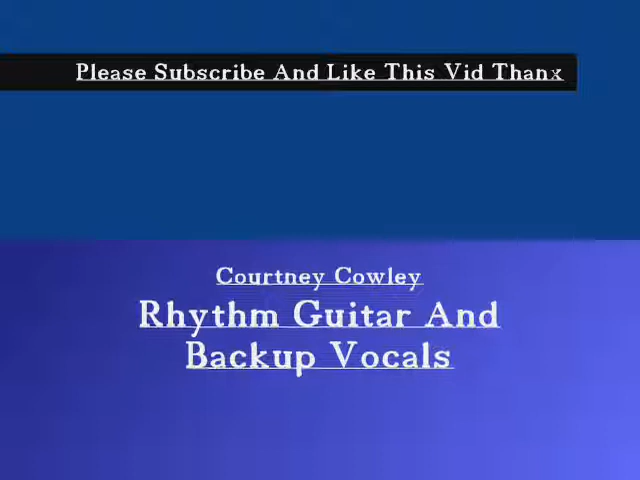 Please Subscribe And Like This Vid Thanx
Courtney Cowley
Rhythm Guitar And
Backup Vocals